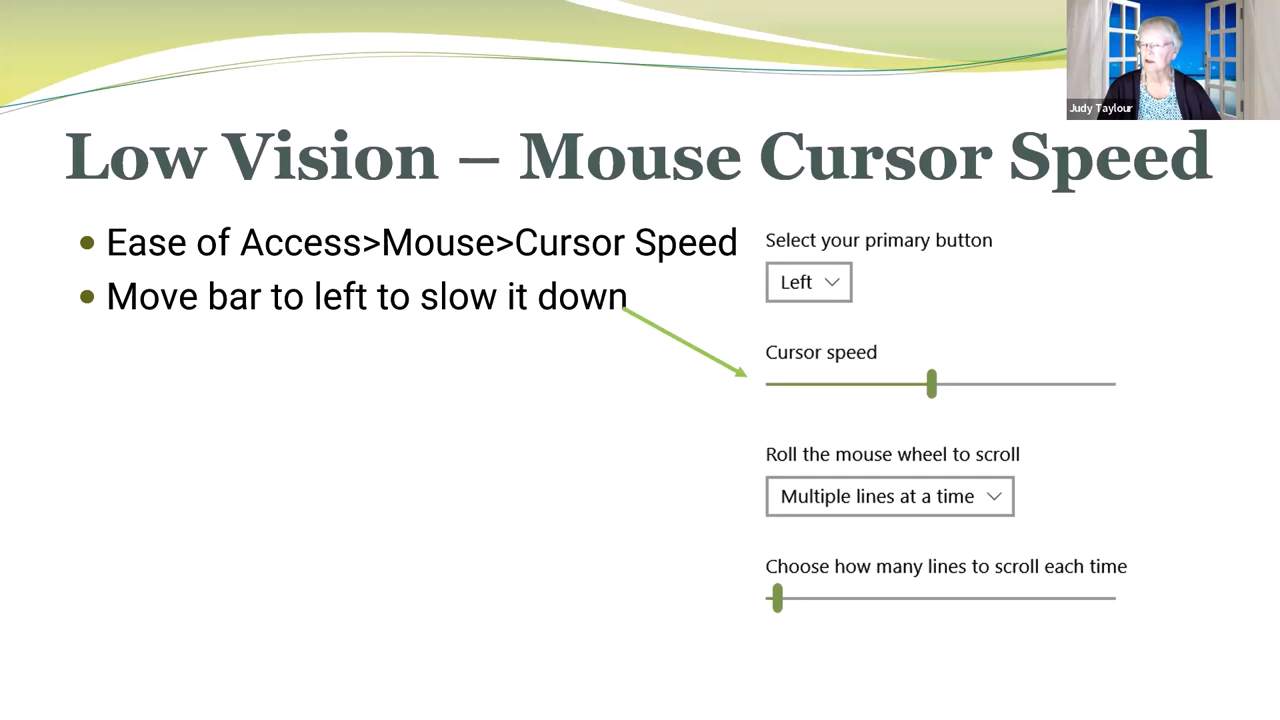 Judy Taylour
Low Vision – Mouse Cursor Speed
Ease of Access>Mouse>Cursor Speed
Move bar to left to slow it down
Select your primary button
Left
Cursor speed
Roll the mouse wheel to scroll
Multiple lines at a time
Choose how many lines to scroll each time